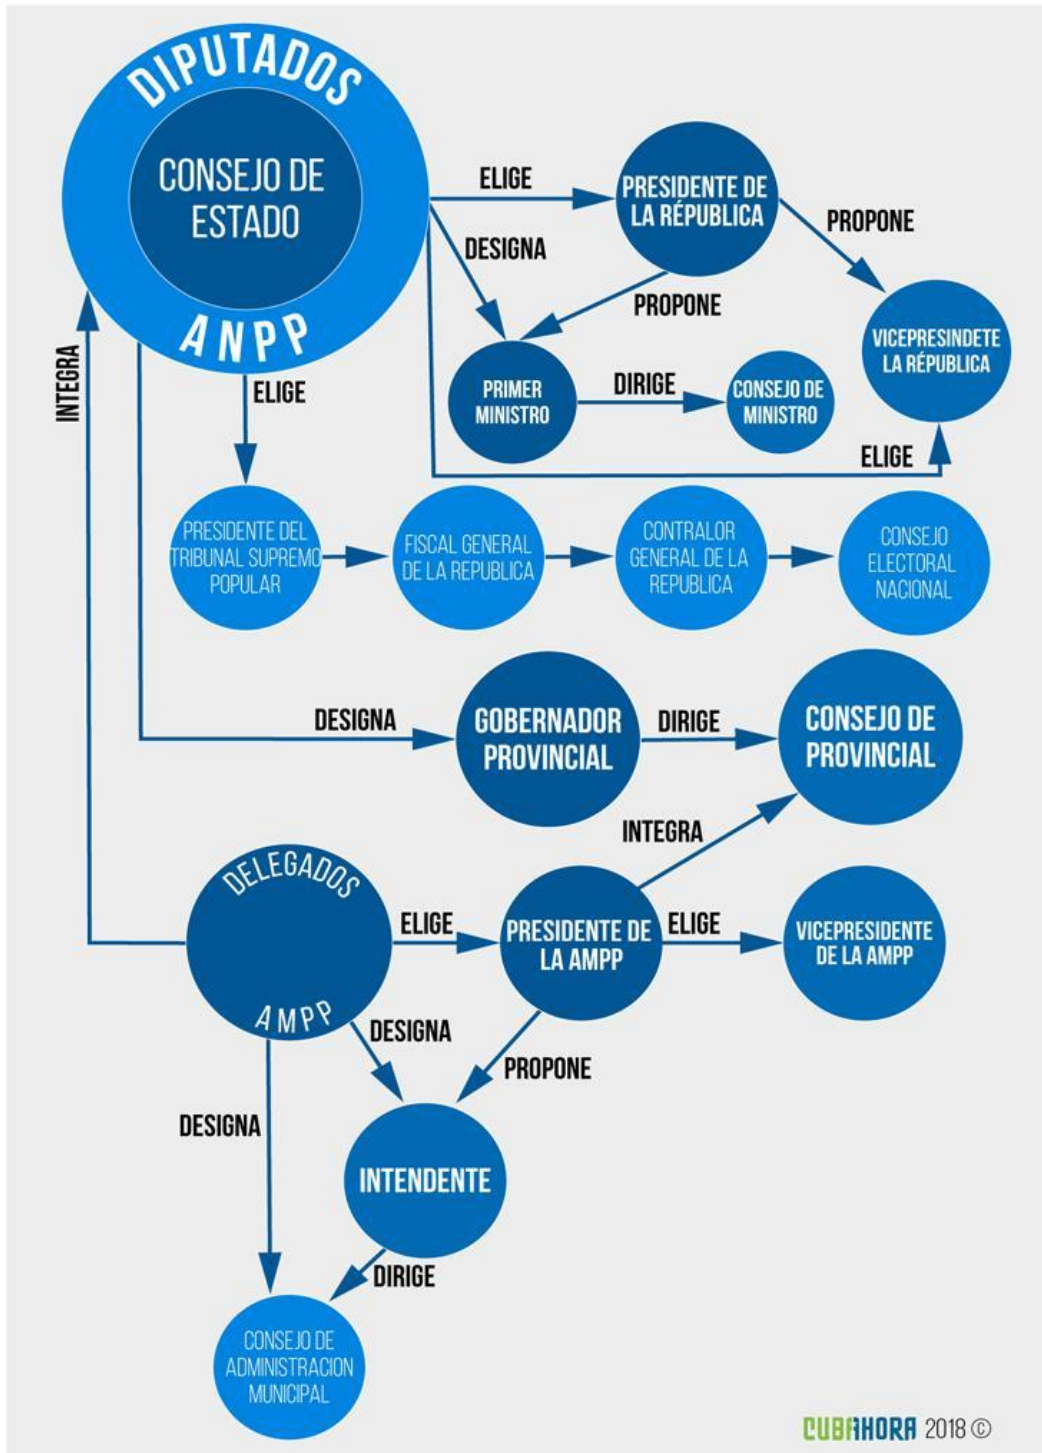 DIPUTADOS
CONSEJO DE
ESTADO
ANPP
ELIGE
PRESIDENTE DE
LA RÉPUBLICA
PROPONE
DESIGNA
PROPONE
VICEPRESINDETE
LA RÉPUBLICA
PRIMER
MINISTRO
DIRIGE
CONSEJO DE
MINISTRO
INTEGRA
ELIGE
ELIGE
PRESIDENTE DEL
TRIBUNAL SUPREMO
POPULAR
FISCAL GENERAL
DE LA REPUBLICA
CONTRALOR
GENERAL DE LA
REPUBLICA
CONSEJO
ELECTORAL
NACIONAL
DESIGNA
GOBERNADOR
PROVINCIAL
DIRIGE
CONSEJO DE
PROVINCIAL
INTEGRA
DELEGADOS
AMPP
ELIGE
PRESIDENTE DE
LA AMPP
ELIGE
VICEPRESIDENTE
DE LA AMPP
DESIGNA
PROPONE
DESIGNA
INTENDENTE
DIRIGE
CONSEJO DE
ADMINISTRACION
MUNICIPAL
CUBAHORA 2018 ©